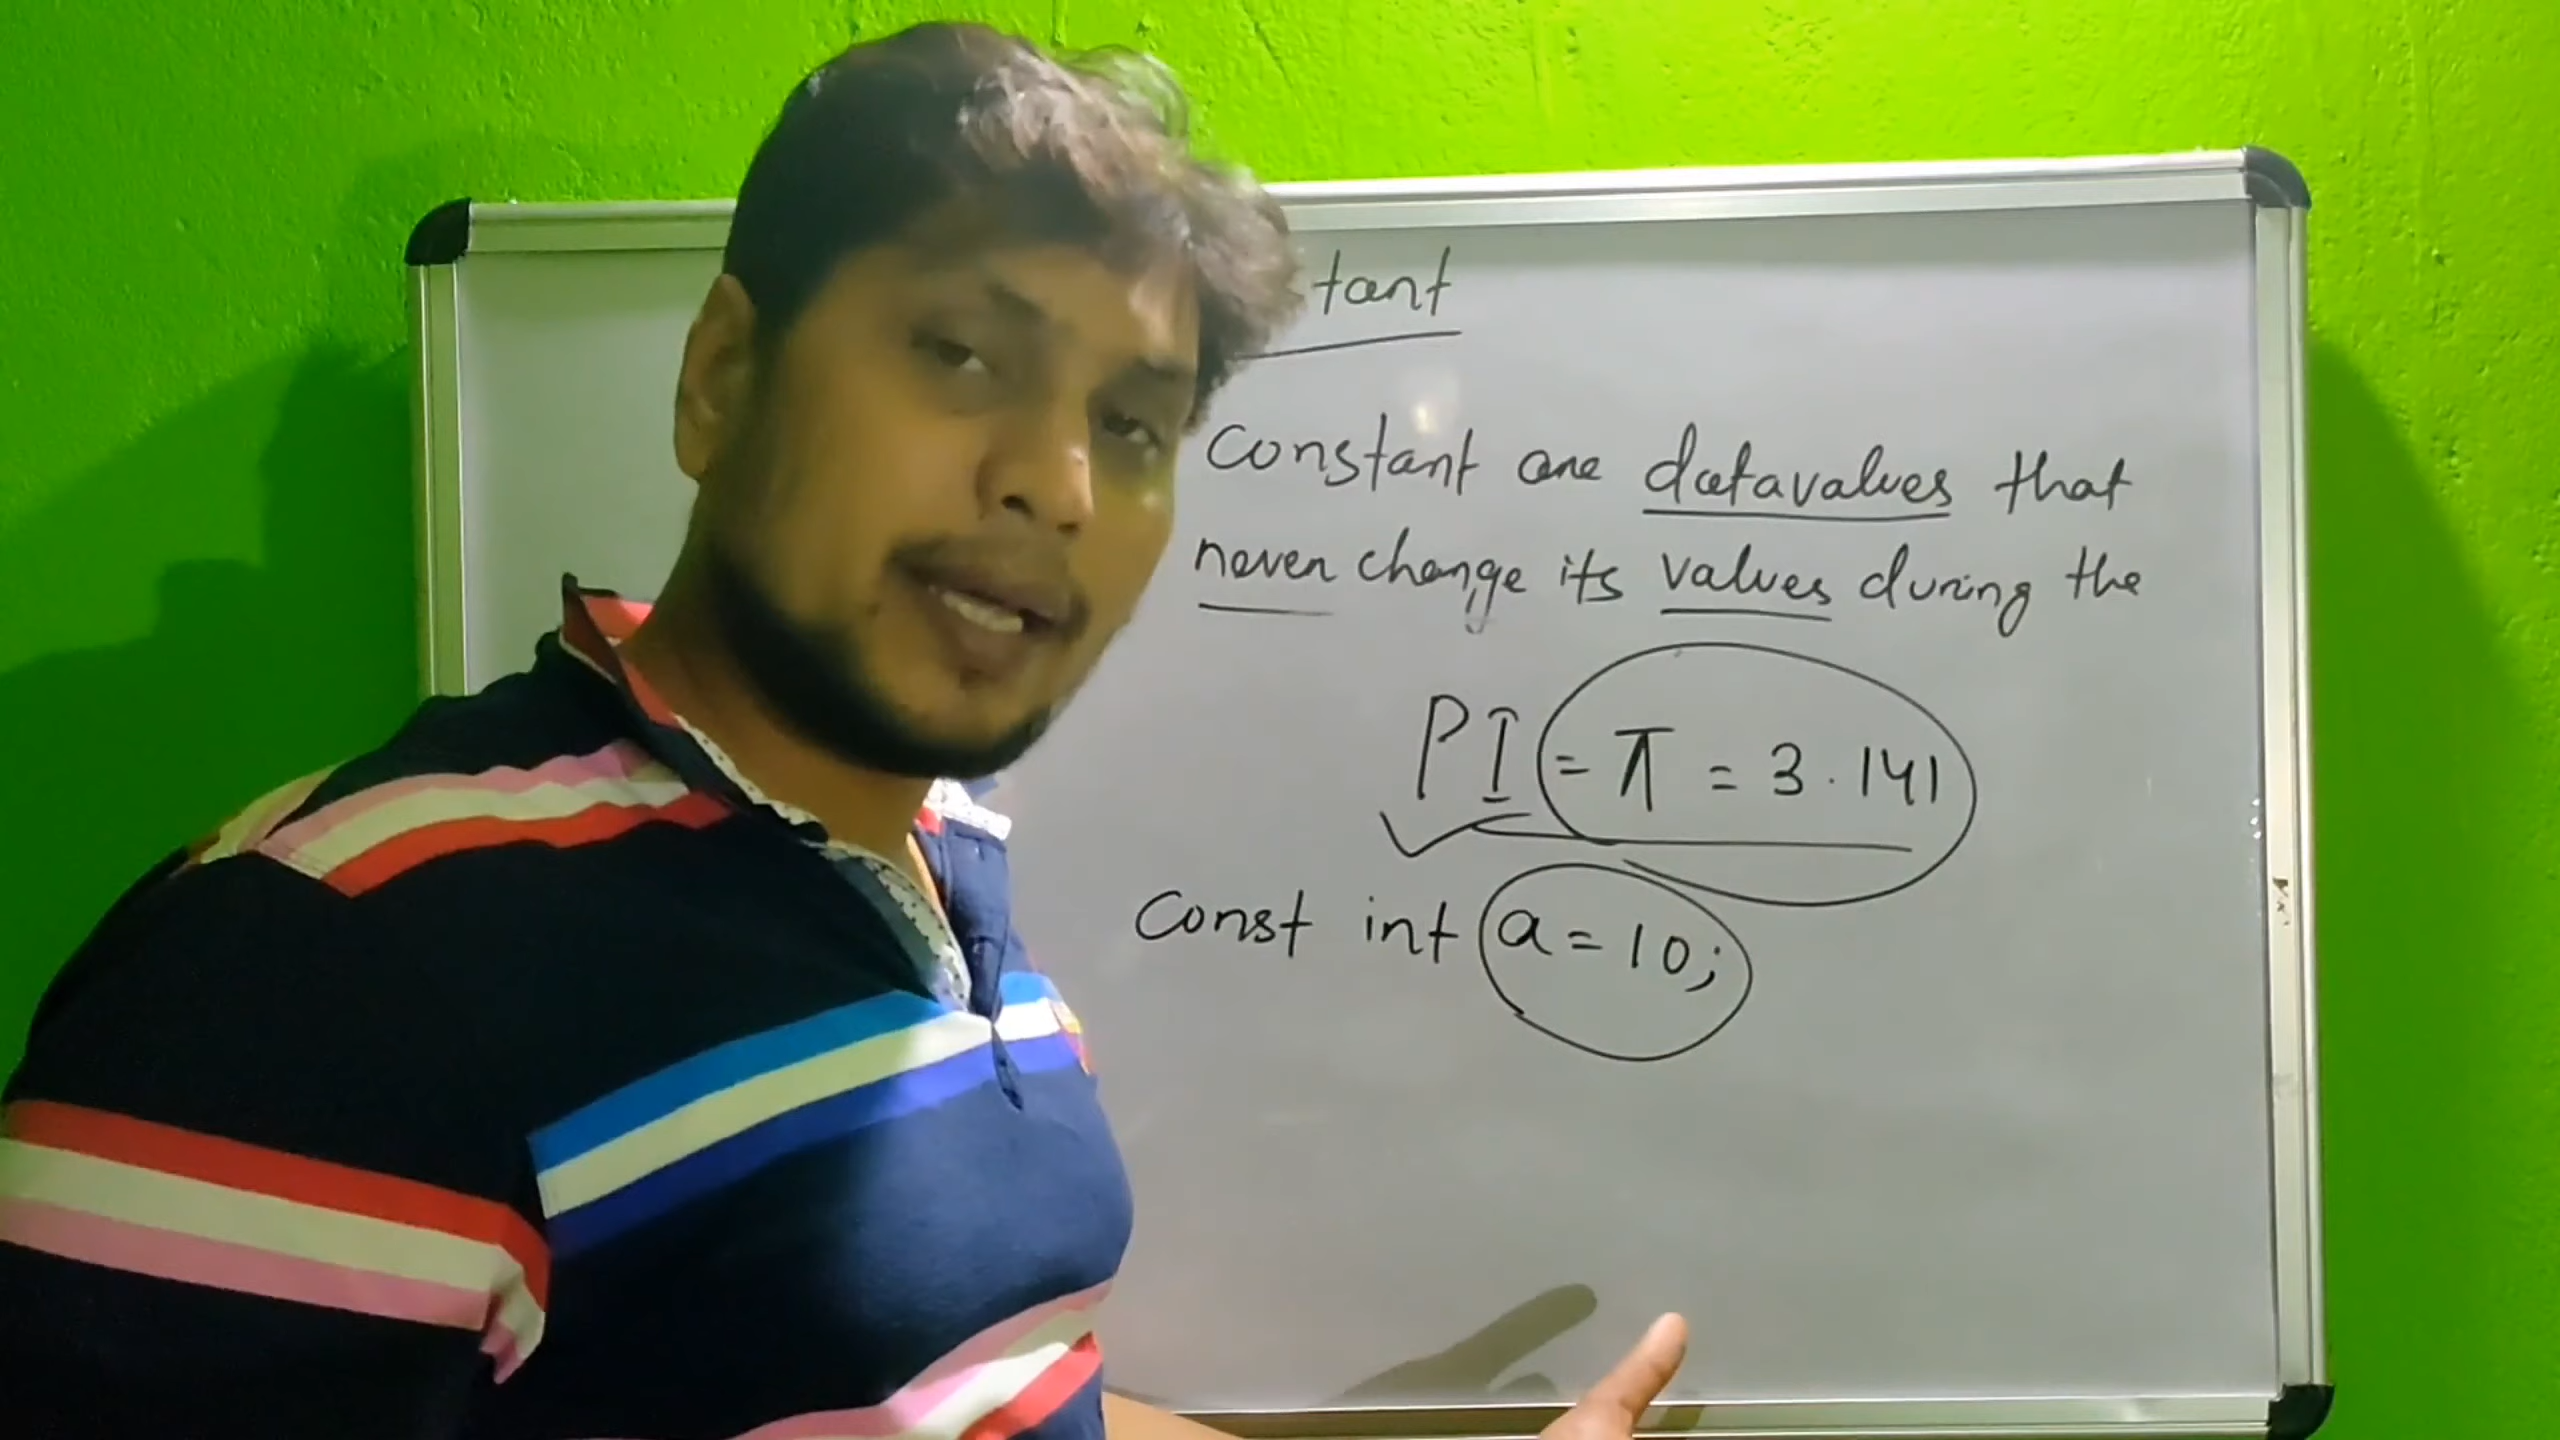 tant
constant are datavalues that
never change its values during the
PI = π = 3.141
Const int a = 10;